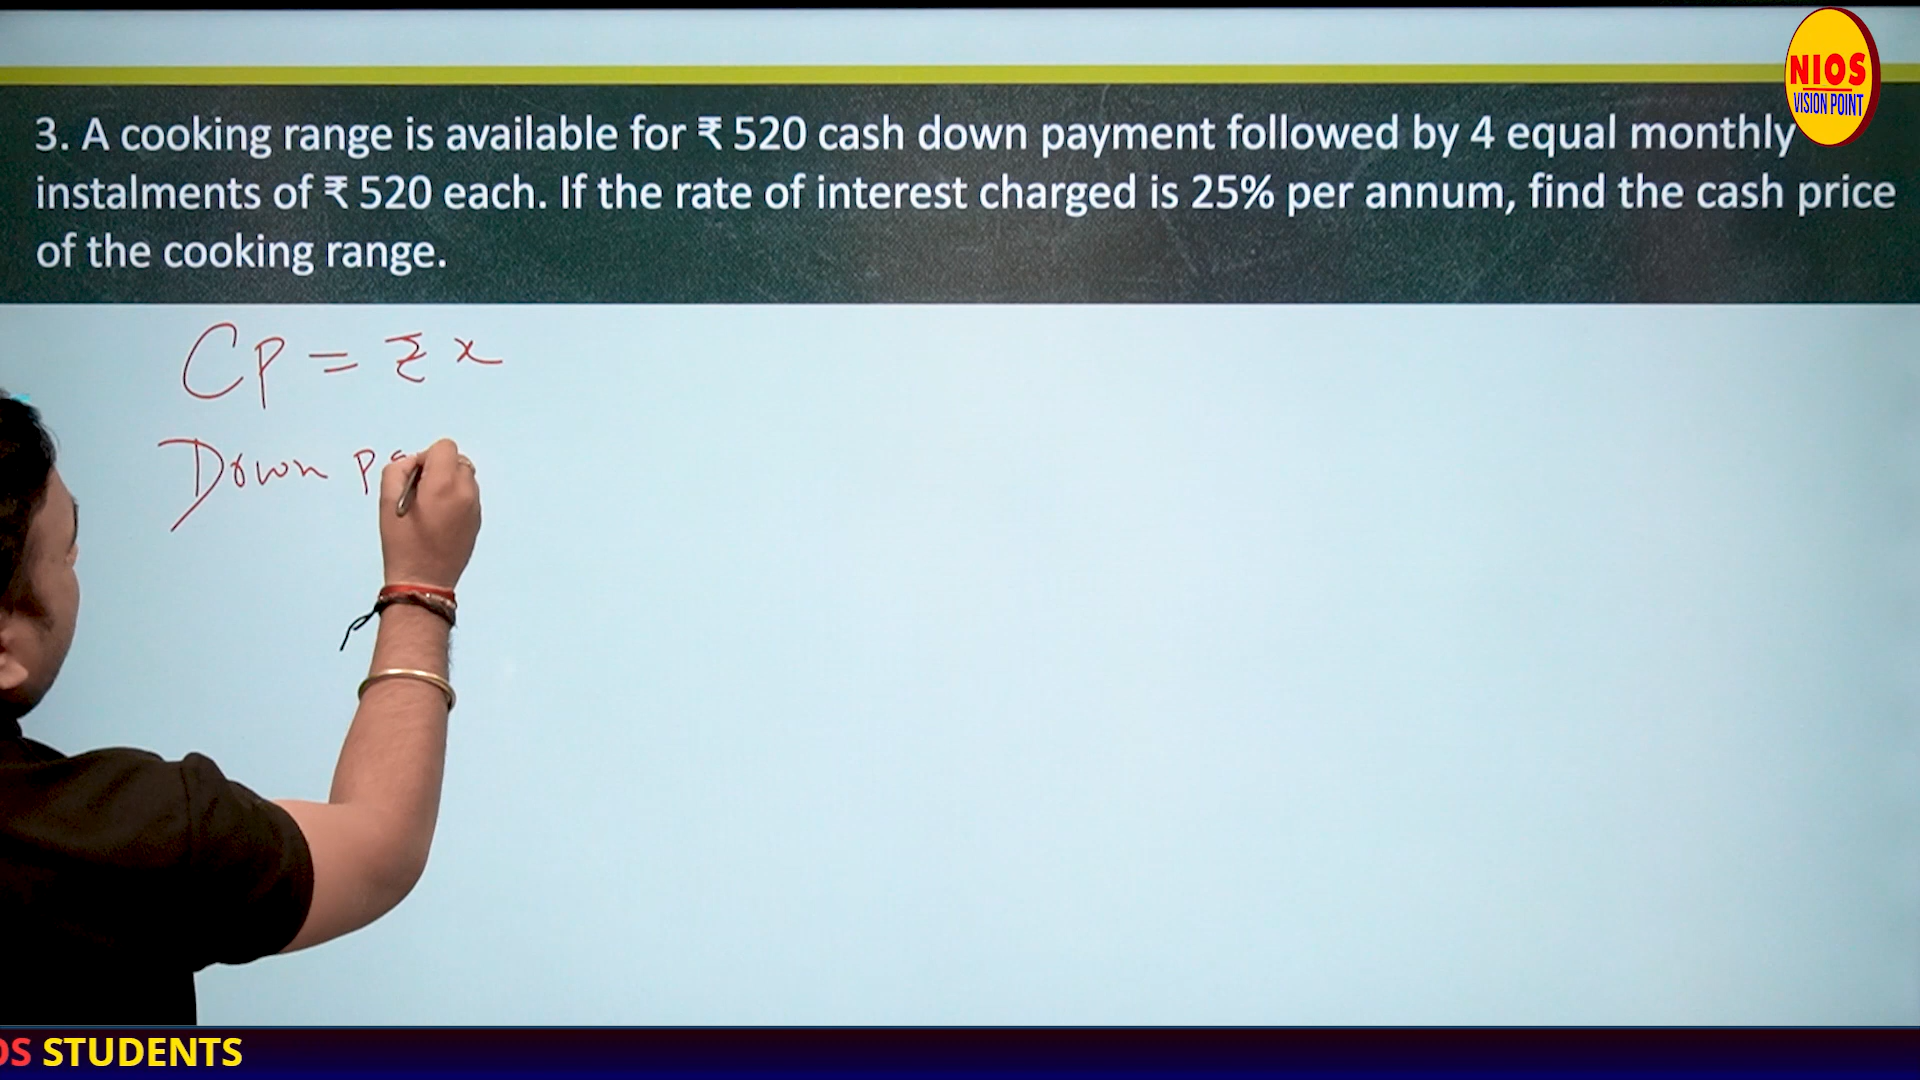 NIOS
VISION POINT
3. A cooking range is available for ₹ 520 cash down payment followed by 4 equal monthly
instalments of ₹ 520 each. If the rate of interest charged is 25% per annum, find the cash price
of the cooking range.
CP = ₹ x
Down
OS STUDENTS